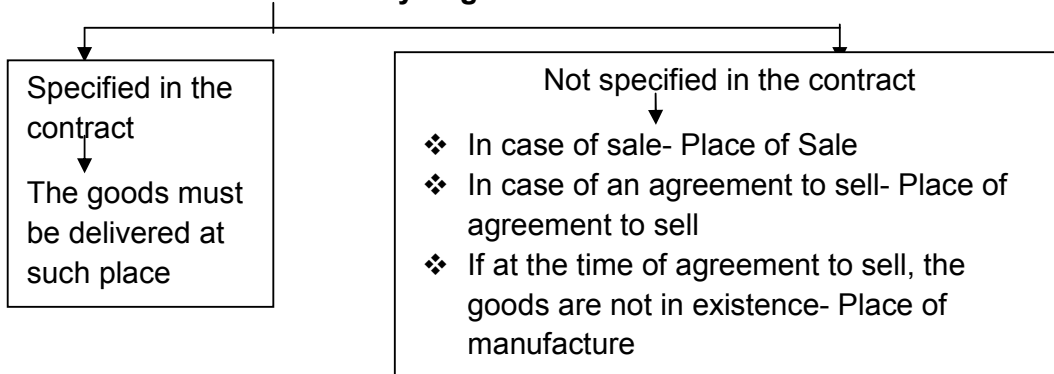 Specified in the
contract
The goods must
be delivered at
such place
Not specified in the contract
❖ In case of sale- Place of Sale
❖ In case of an agreement to sell- Place of
agreement to sell
❖ If at the time of agreement to sell, the
goods are not in existence- Place of
manufacture